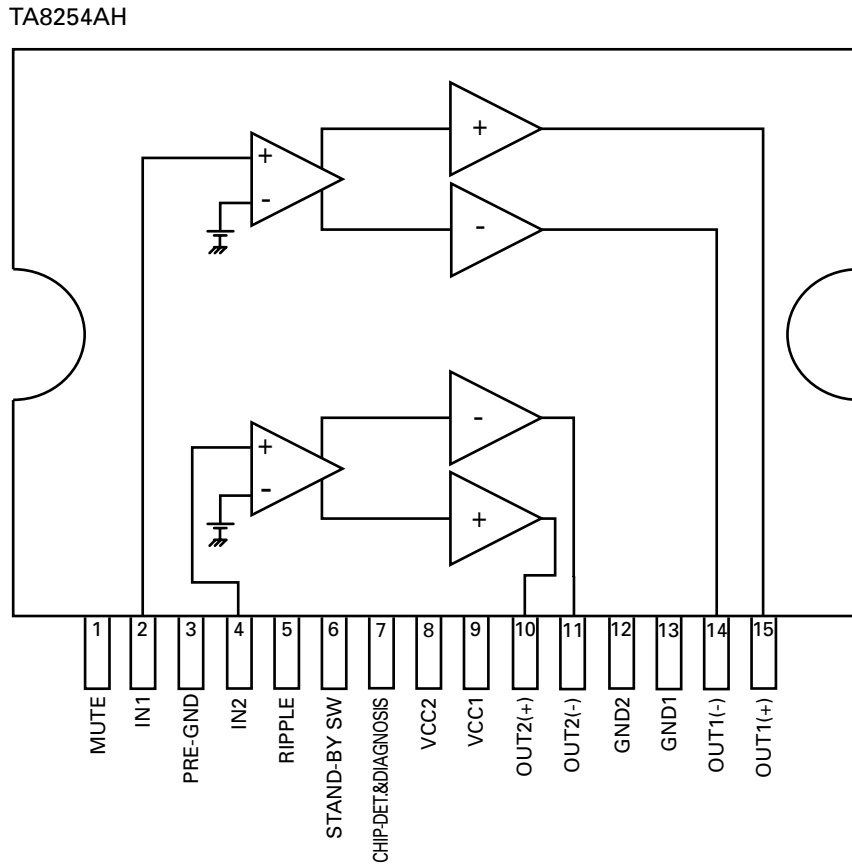 TA8254AH
+
+
-
-
-
+
-
+
1 2 3 4 5 6 7 8 9 10 11 12 13 14 15
MUTE
IN1
PRE-GND
IN2
RIPPLE
STAND-BY SW
CHIP-DET.&DIAGNOSIS
VCC2
VCC1
OUT2(+)
OUT2(-)
GND2
GND1
OUT1(-)
OUT1(+)